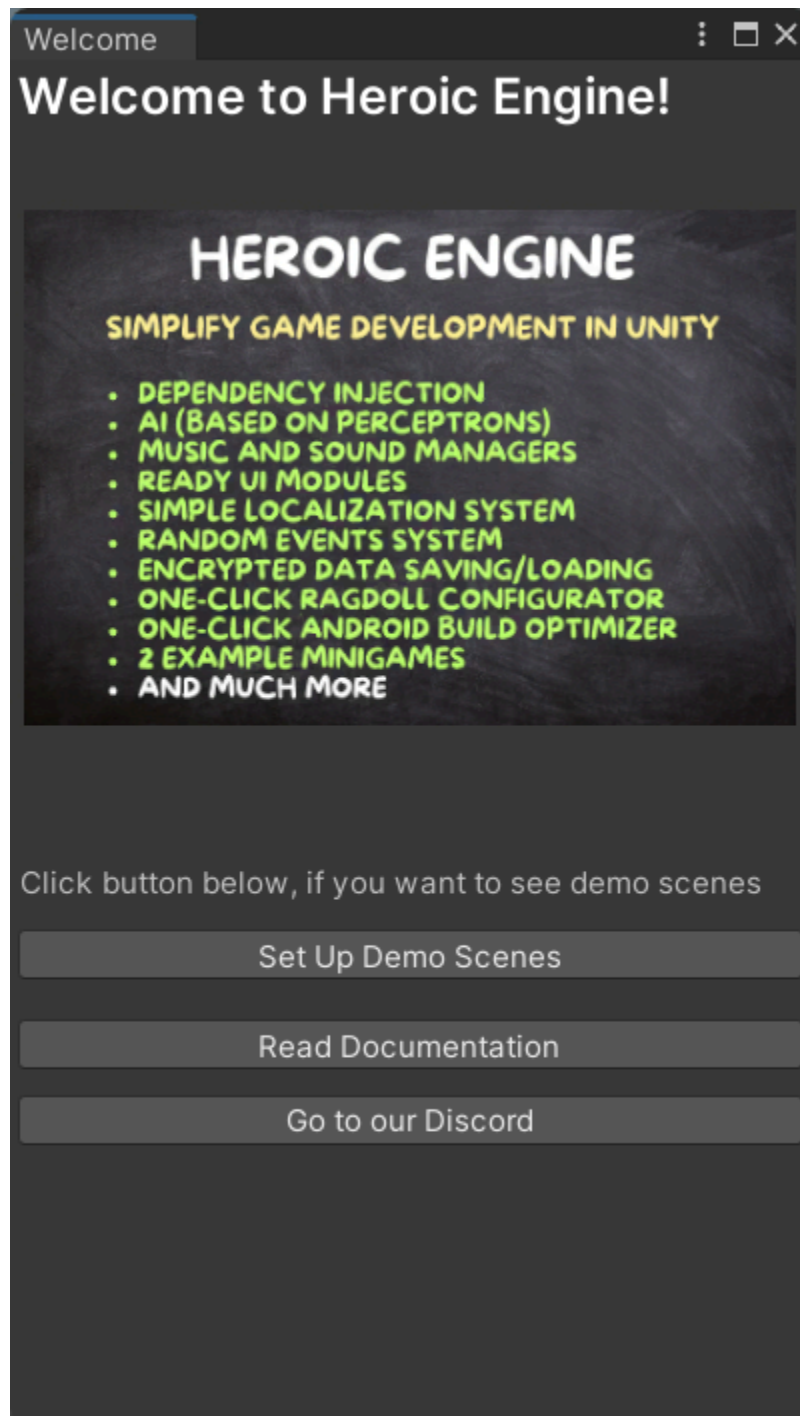 Welcome
Welcome to Heroic Engine!
HEROIC ENGINE
SIMPLIFY GAME DEVELOPMENT IN UNITY
• DEPENDENCY INJECTION
• AI (BASED ON PERCEPTRONS)
• MUSIC AND SOUND MANAGERS
• READY UI MODULES
• SIMPLE LOCALIZATION SYSTEM
• RANDOM EVENTS SYSTEM
• ENCRYPTED DATA SAVING/LOADING
• ONE-CLICK RAGDOLL CONFIGURATOR
• ONE-CLICK ANDROID BUILD OPTIMIZER
• 2 EXAMPLE MINIGAMES
• AND MUCH MORE
Click button below, if you want to see demo scenes
Set Up Demo Scenes
Read Documentation
Go to our Discord